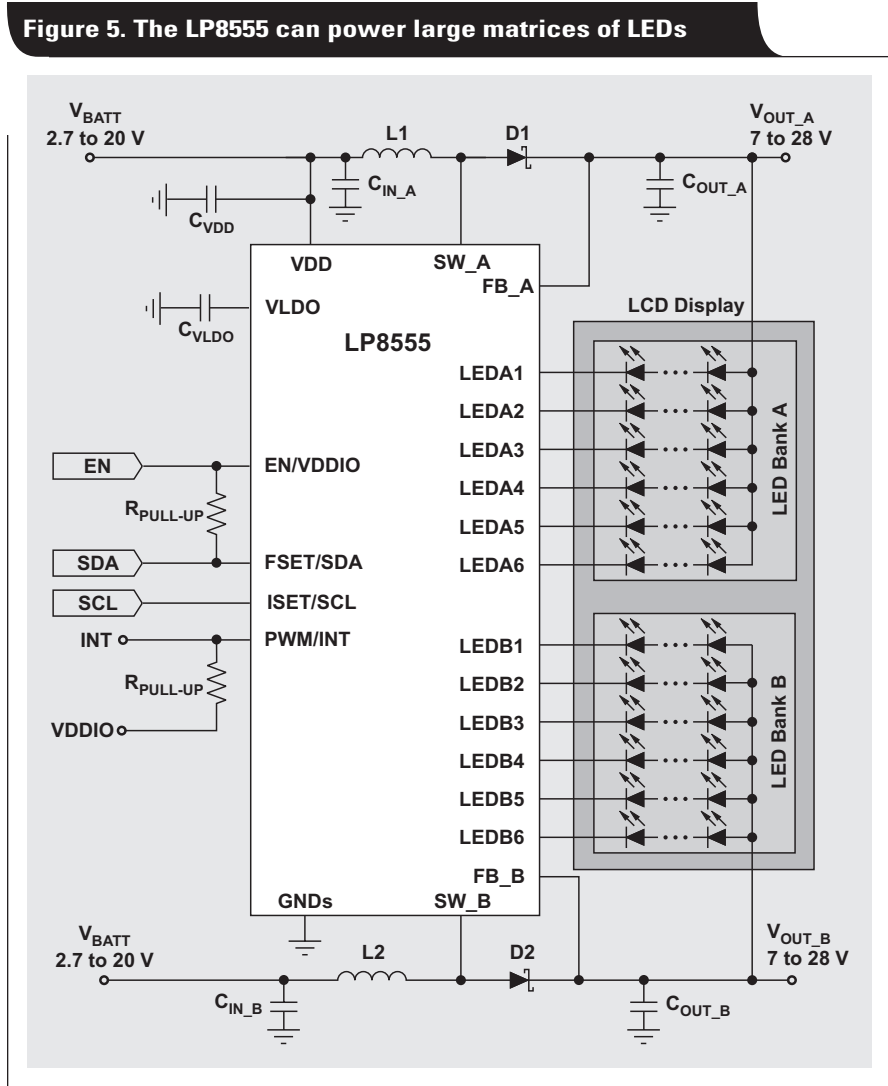 Figure 5. The LP8555 can power large matrices of LEDs
VBATT
2.7 to 20 V
L1
D1
VOUT_A
7 to 28 V
CIN_A
COUT_A
CVDD
VDD
SW_A
FB_A
CVLDO
VLDO
LP8555
LCD Display
LEDA1
LEDA2
LEDA3
LEDA4
LEDA5
LEDA6
LED Bank A
EN
EN/VDDIO
RPULL-UP
SDA
FSET/SDA
SCL
ISET/SCL
INT
PWM/INT
RPULL-UP
VDDIO
LEDB1
LEDB2
LEDB3
LEDB4
LEDB5
LEDB6
LED Bank B
FB_B
GNDs
SW_B
VBATT
2.7 to 20 V
L2
D2
VOUT_B
7 to 28 V
CIN_B
COUT_B